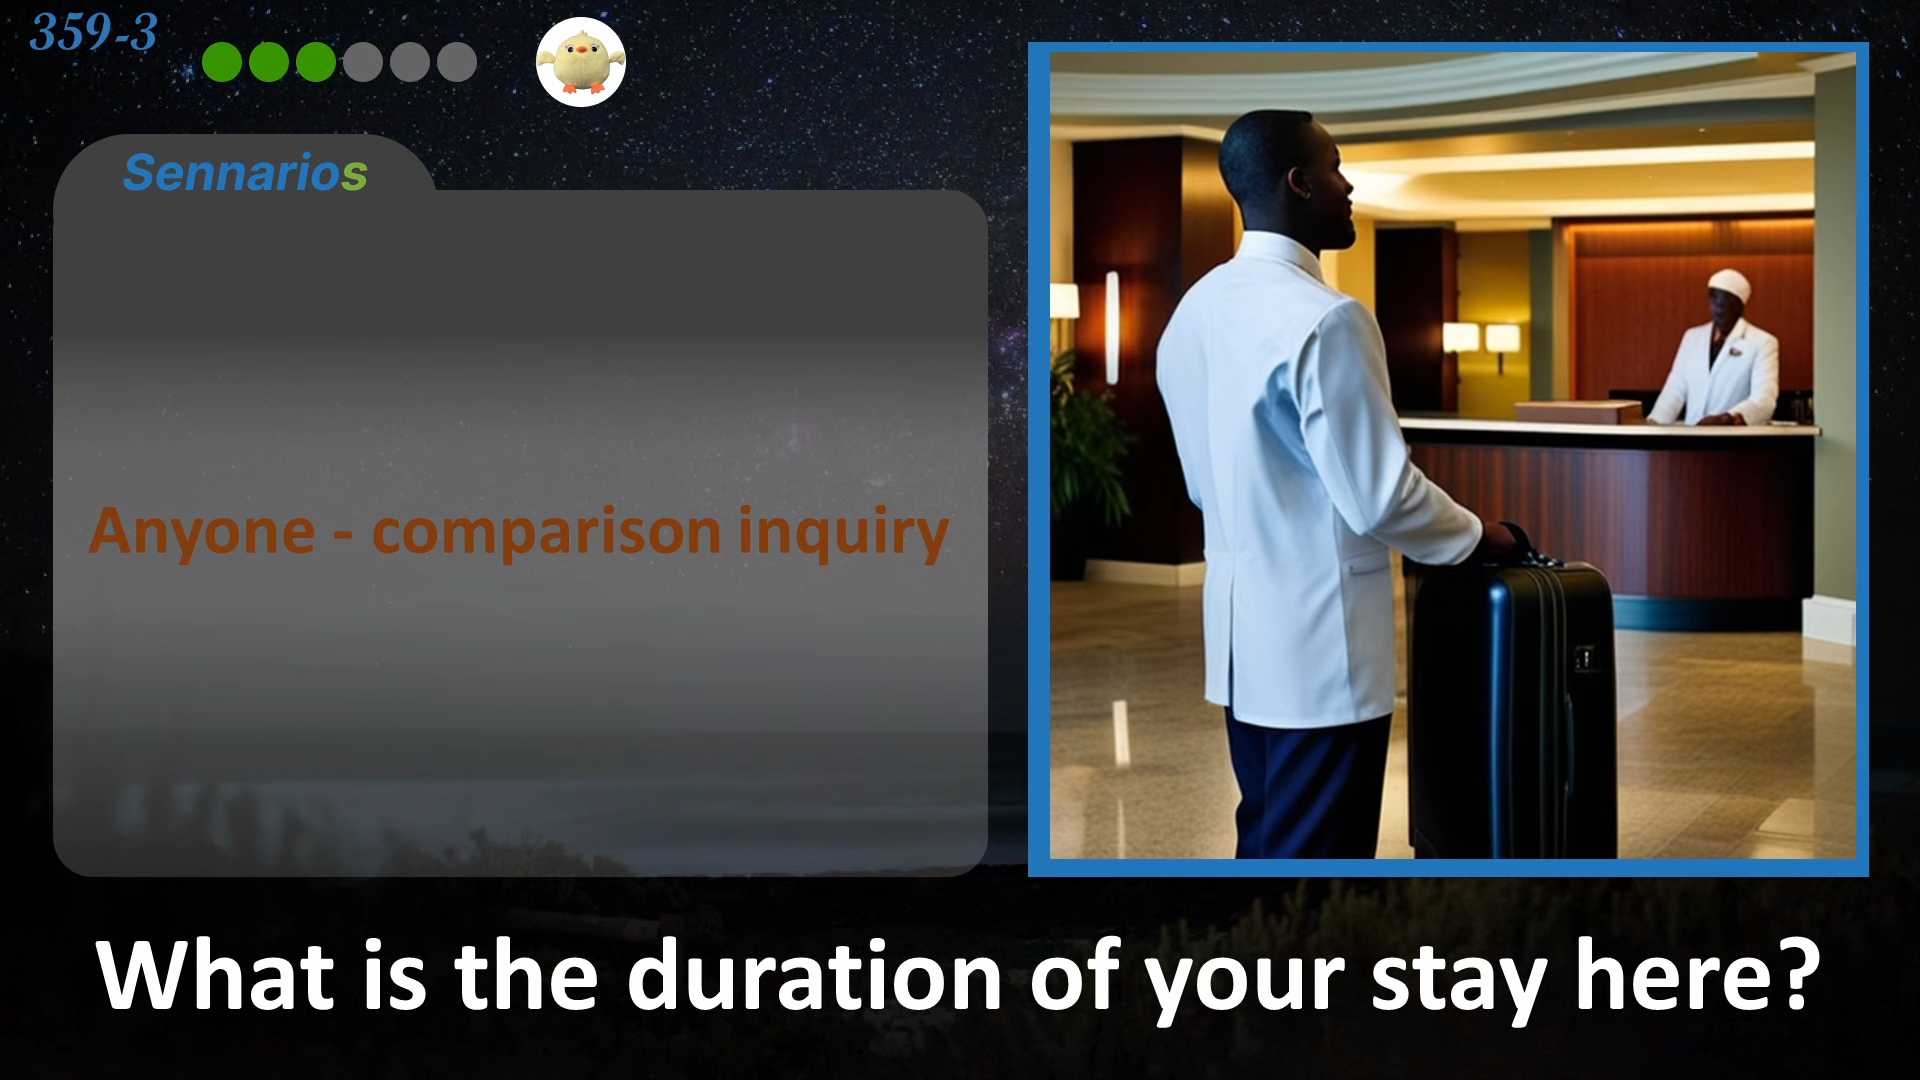 359-3
Sennarios
Anyone - comparison inquiry
What is the duration of your stay here?